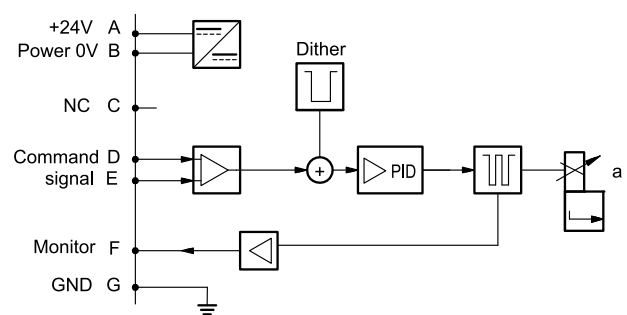 +24V A
Power 0V B
Dither
NC C
Command D
signal E
+
PID
a
Monitor F
GND G